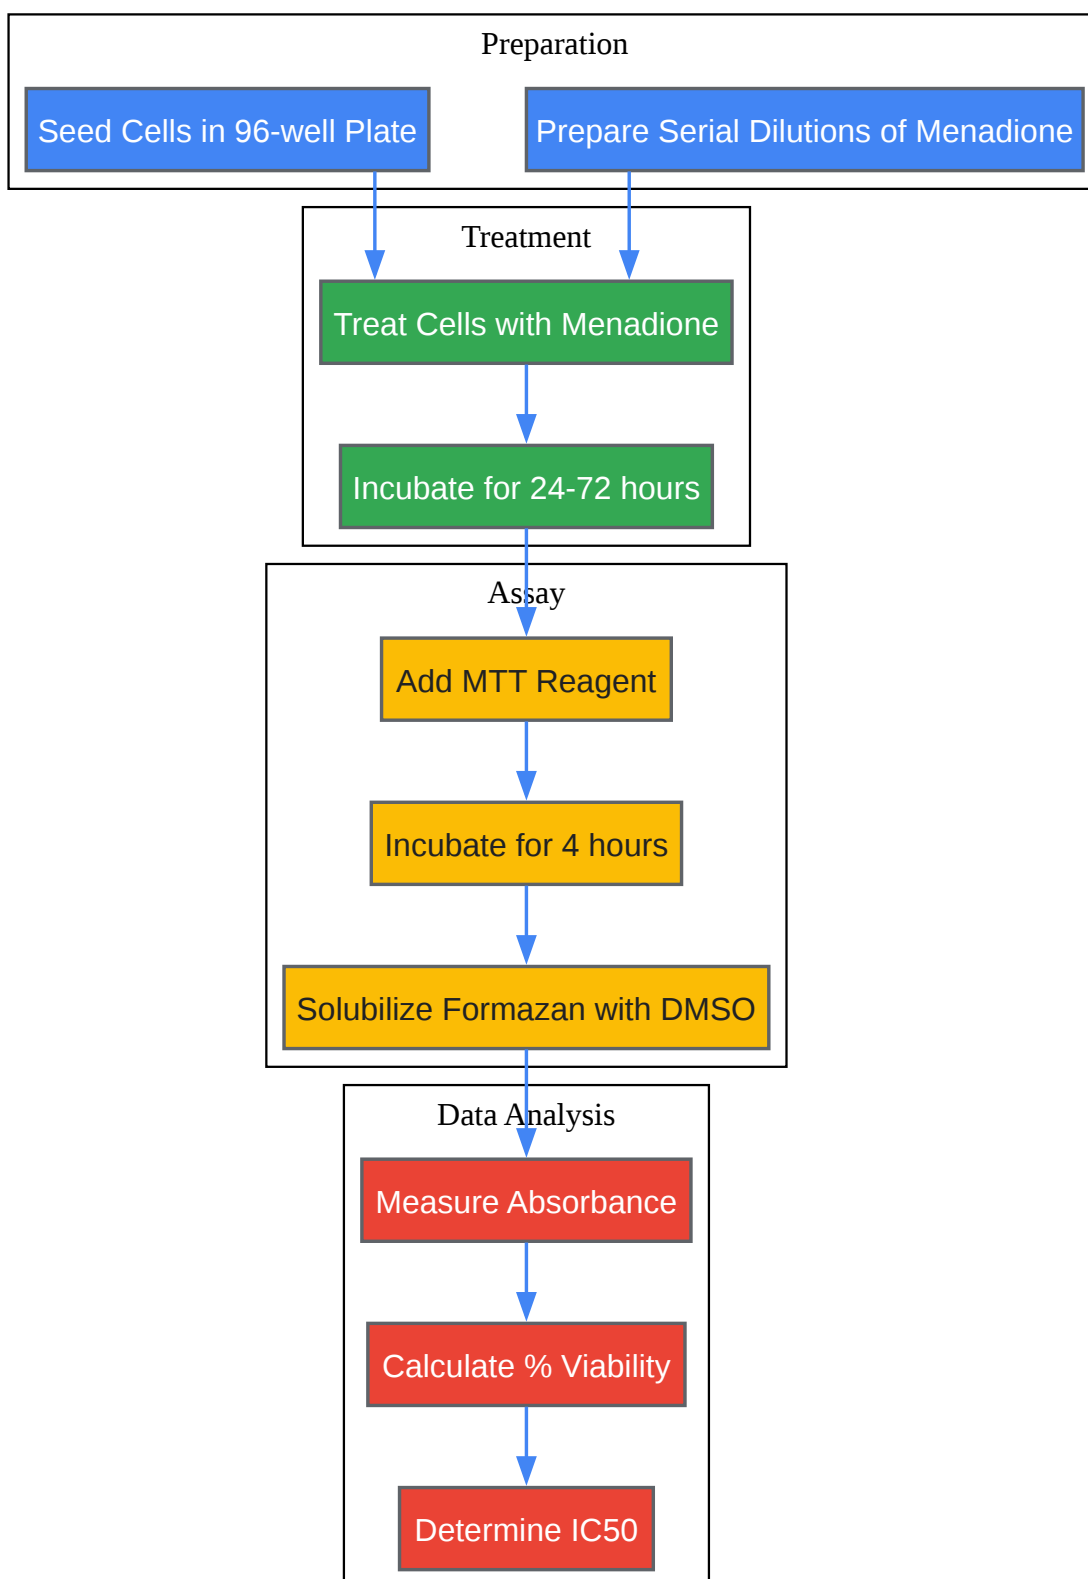 Preparation
Seed Cells in 96-well Plate
Prepare Serial Dilutions of Menadione
Treatment
Treat Cells with Menadione
Incubate for 24-72 hours
Assay
Add MTT Reagent
Incubate for 4 hours
Solubilize Formazan with DMSO
Data Analysis
Measure Absorbance
Calculate % Viability
Determine IC50